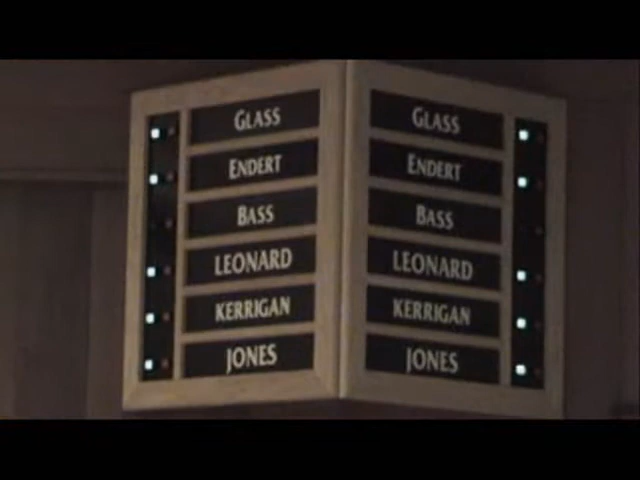 GLASS
ENDERT
BASS
LEONARD
KERRIGAN
JONES
GLASS
ENDERT
BASS
LEONARD
KERRIGAN
JONES